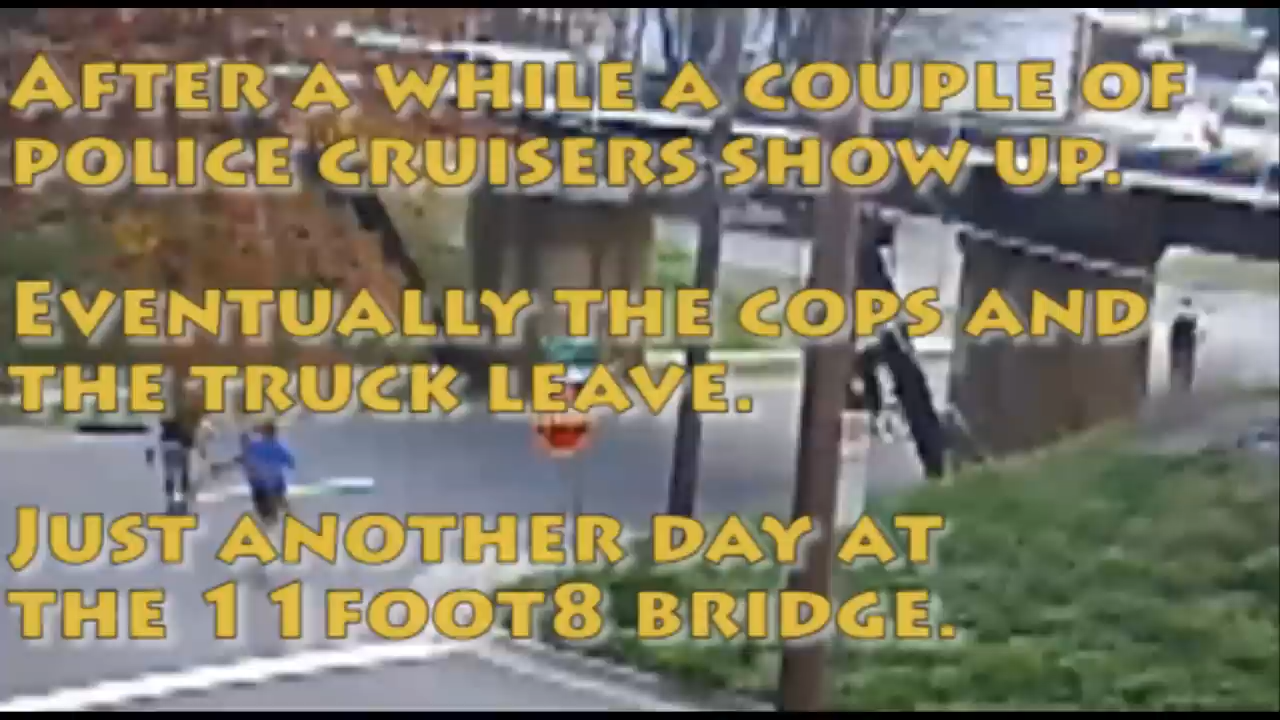 After a while a couple of
police cruisers show up.
Eventually the cops and
the truck leave.
Just another day at
the 11foot8 bridge.